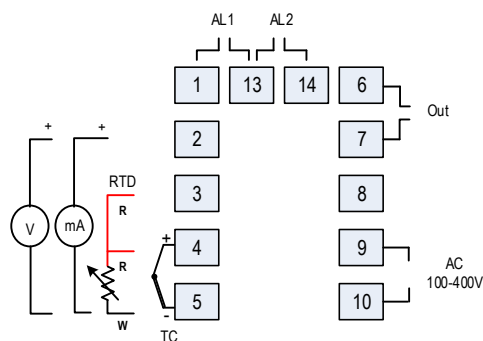 AL1 AL2
1 13 14 6
Out
2 7
+ +
RTD
R
3 8
V mA
R
+
4 9
AC
100-400V
5 10
-
W
TC